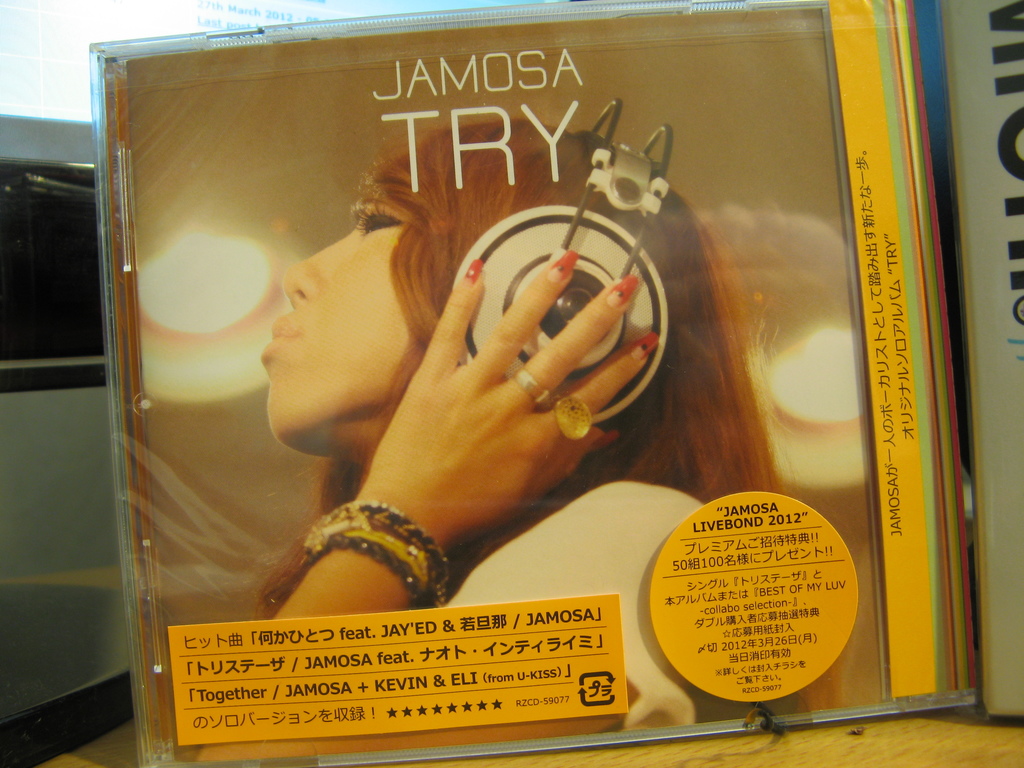 27th March 2012 -
Last post
JAMOSA
TRY
JAMOSAが一人のボーカリストとして踏み出す新たな一歩。
オリジナルソロアルバム "TRY"
"JAMOSA
LIVEBOND 2012"
プレミアムご招待特典!!
50組100名様にプレゼント!!
シングル『トリステーザ』と
本アルバムまたは『BEST OF MY LUV
-collabo selection-』、
ダブル購入者応募抽選特典
☆応募用紙封入
〆切 2012年3月26日(月)
当日消印有効
※詳しくは封入チラシを
ご覧下さい。
RZCD-59077
ヒット曲「何かひとつ feat. JAY'ED & 若旦那 / JAMOSA」
「トリステーザ / JAMOSA feat. ナオト・インティライミ」
「Together / JAMOSA + KEVIN & ELI (from U-KISS)」
のソロバージョンを収録! ★★★★★★★★ RZCD-59077